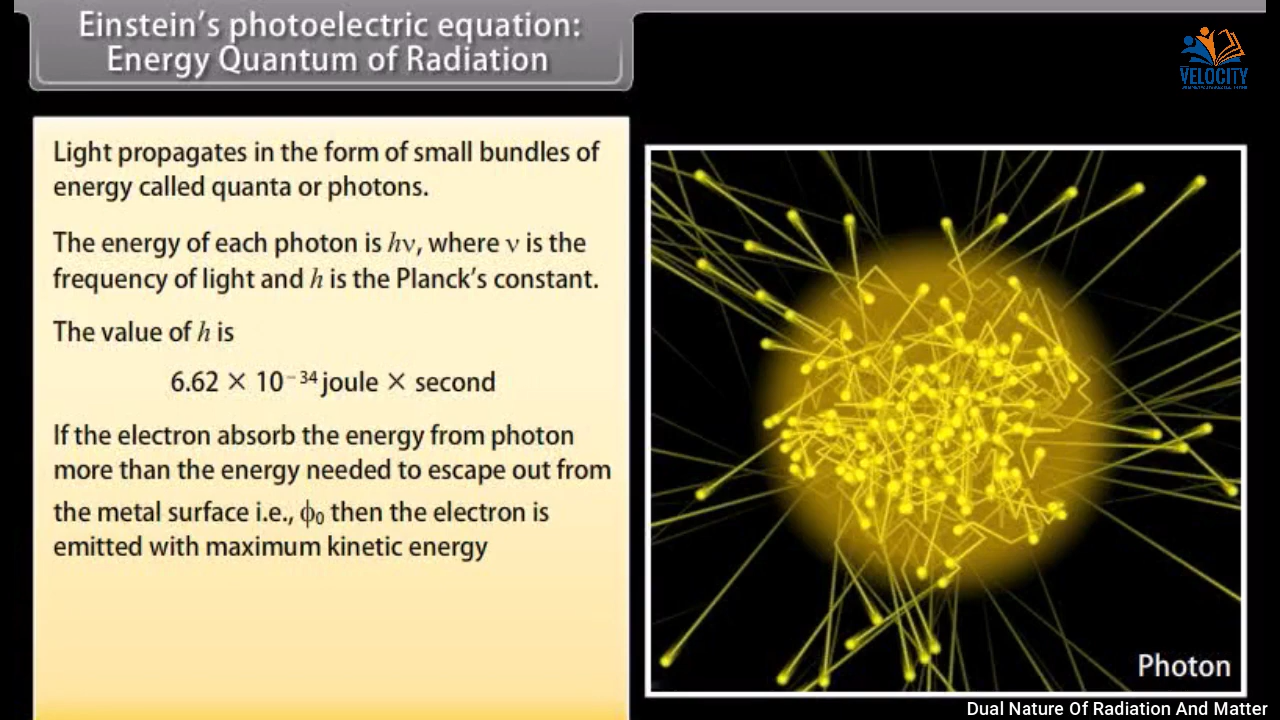 Einstein's photoelectric equation:
Energy Quantum of Radiation
VELOCITY
Light propagates in the form of small bundles of
energy called quanta or photons.
The energy of each photon is hν, where ν is the
frequency of light and h is the Planck's constant.
The value of h is
6.62 × 10⁻³⁴ joule × second
If the electron absorb the energy from photon
more than the energy needed to escape out from
the metal surface i.e., ϕ₀ then the electron is
emitted with maximum kinetic energy
Photon
Dual Nature Of Radiation And Matter